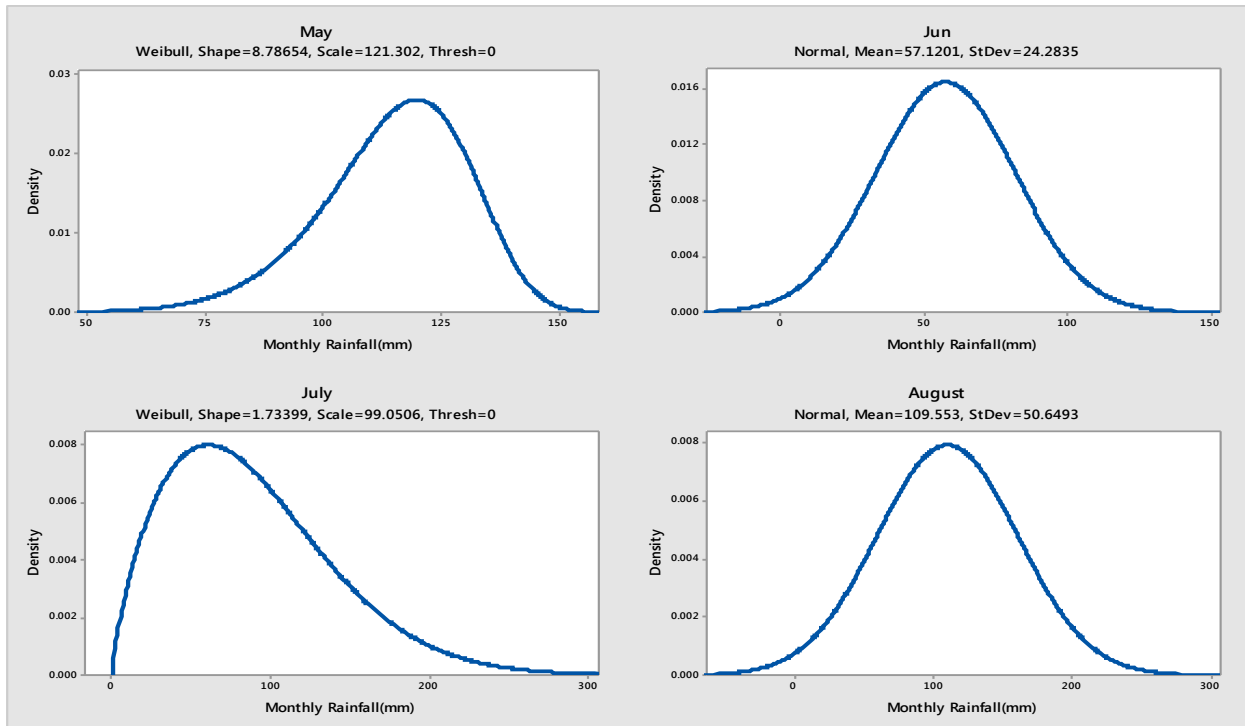 May
Weibull, Shape=8.78654, Scale=121.302, Thresh=0
0.03
0.02
0.01
0.00
Density
50 75 100 125 150
Monthly Rainfall(mm)
Jun
Normal, Mean=57.1201, StDev=24.2835
0.016
0.012
0.008
0.004
0.000
Density
0 50 100 150
Monthly Rainfall(mm)
July
Weibull, Shape=1.73399, Scale=99.0506, Thresh=0
0.008
0.006
0.004
0.002
0.000
Density
0 100 200 300
Monthly Rainfall(mm)
August
Normal, Mean=109.553, StDev=50.6493
0.008
0.006
0.004
0.002
0.000
Density
0 100 200 300
Monthly Rainfall(mm)